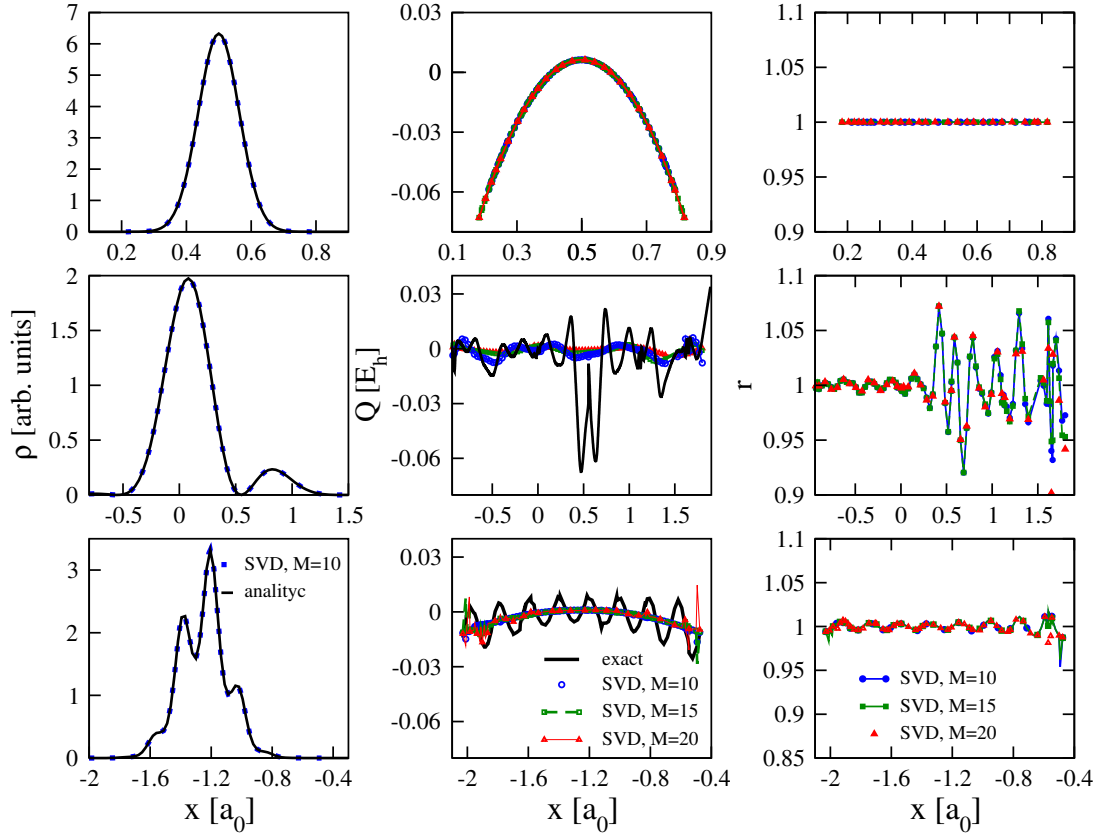 7
6
5
4
3
2
1
0
0.2 0.4 0.6 0.8
0.03
0
-0.03
-0.06
0.1 0.3 0.5 0.7 0.9
1.1
1.05
1
0.95
0.9
0.2 0.4 0.6 0.8
ρ [arb. units]
2
1.5
1
0.5
0
-0.5 0 0.5 1 1.5
Q [E_h]
0.03
0
-0.03
-0.06
-0.5 0 0.5 1 1.5
r
1.1
1.05
1
0.95
0.9
-0.5 0 0.5 1 1.5
3
2
1
0
SVD, M=10
analityc
-2 -1.6 -1.2 -0.8 -0.4
x [a_0]
0.03
0
-0.03
-0.06
exact
SVD, M=10
SVD, M=15
SVD, M=20
-2 -1.6 -1.2 -0.8 -0.4
x [a_0]
1.1
1.05
1
0.95
0.9
0.85
SVD, M=10
SVD, M=15
SVD, M=20
-2 -1.6 -1.2 -0.8 -0.4
x [a_0]